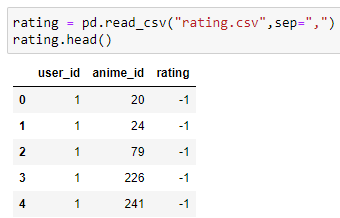 rating = pd.read_csv("rating.csv",sep=",")
rating.head()
user_id anime_id rating
0 1 20 -1
1 1 24 -1
2 1 79 -1
3 1 226 -1
4 1 241 -1